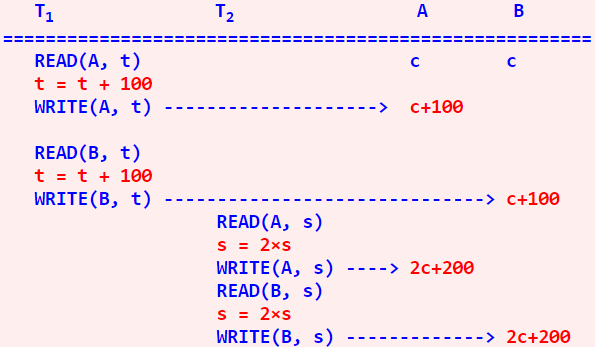 T₁ T₂ A B
=======================================================
READ(A, t) c c
t = t + 100
WRITE(A, t) --------------------> c+100
READ(B, t)
t = t + 100
WRITE(B, t) ------------------------------> c+100
READ(A, s)
s = 2×s
WRITE(A, s) ----> 2c+200
READ(B, s)
s = 2×s
WRITE(B, s) -------------> 2c+200